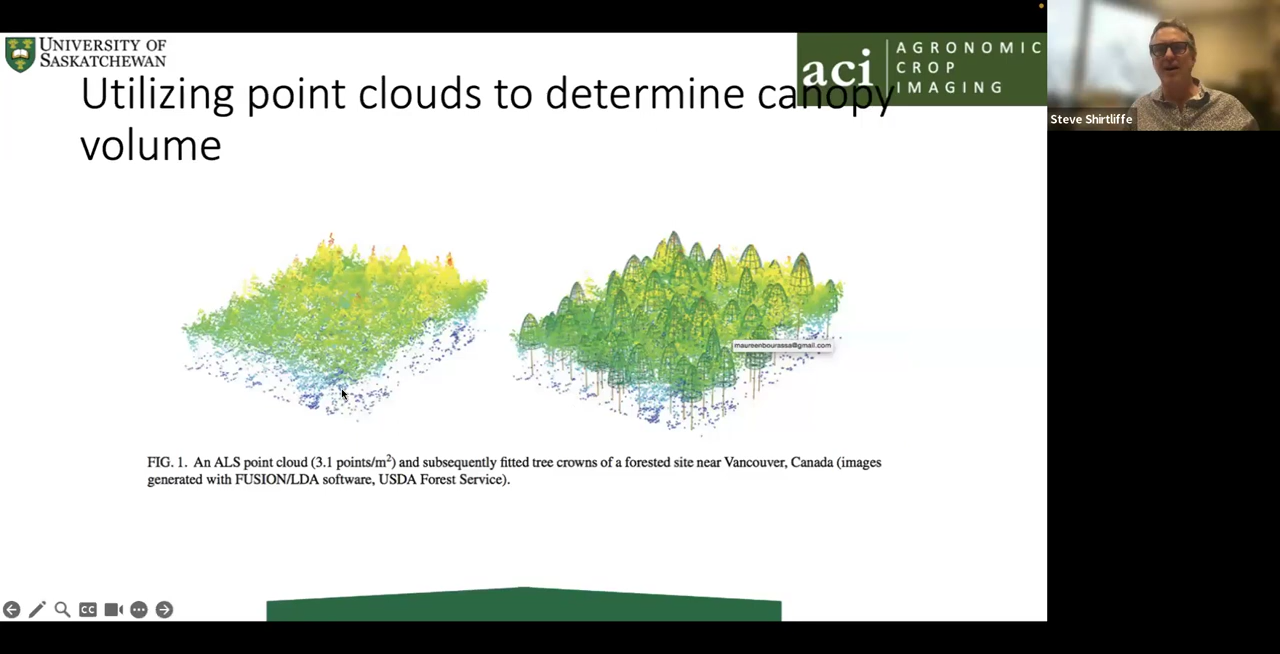 UNIVERSITY OF
SASKATCHEWAN
aci
AGRONOMIC
CROP
IMAGING
Utilizing point clouds to determine canopy
volume
Steve Shirtliffe
maureenbourassa@gmail.com
FIG. 1. An ALS point cloud (3.1 points/m²) and subsequently fitted tree crowns of a forested site near Vancouver, Canada (images
generated with FUSION/LDA software, USDA Forest Service).
CC